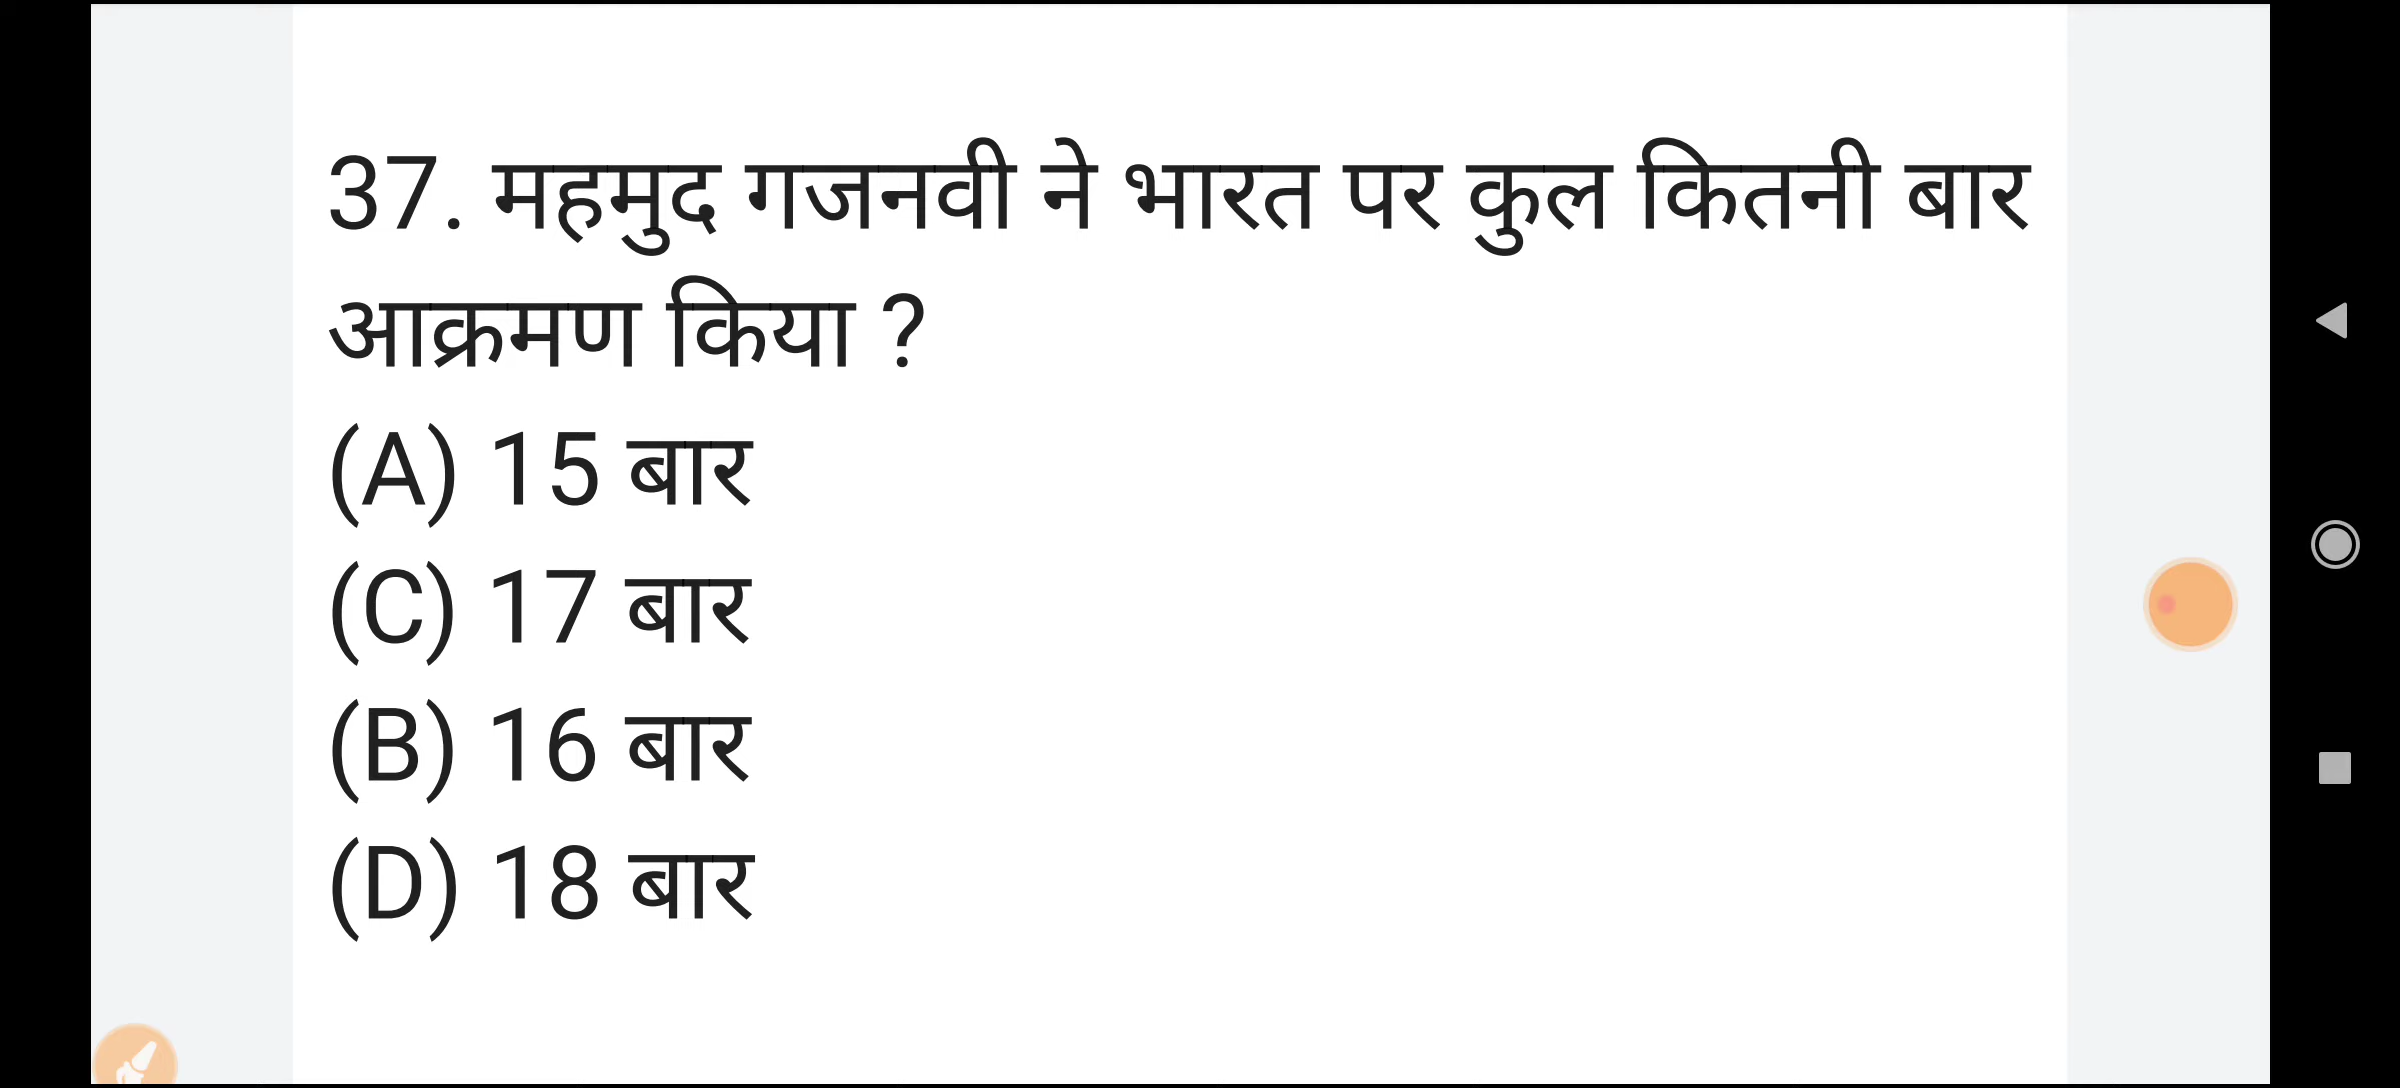 37. महमुद गजनवी ने भारत पर कुल कितनी बार
आक्रमण किया ?
(A) 15 बार
(C) 17 बार
(B) 16 बार
(D) 18 बार